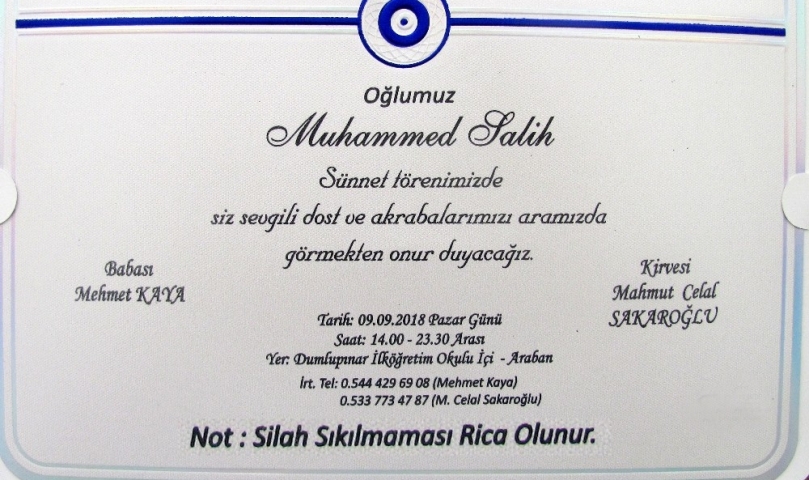 Oğlumuz
Muhammed Salih
Sünnet törenimizde
siz sevgili dost ve akrabalarımızı aramızda
görmekten onur duyacağız.
Babası
Mehmet KAYA
Kirvesi
Mahmut Celal
SAKAROĞLU
Tarih: 09.09.2018 Pazar Günü
Saat: 14.00 - 23.30 Arası
Yer: Dumlupınar İlköğretim Okulu İçi - Araban
İrt. Tel: 0.544 429 69 08 (Mehmet Kaya)
0.533 773 47 87 (M. Celal Sakaroğlu)
Not : Silah Sıkılmaması Rica Olunur.